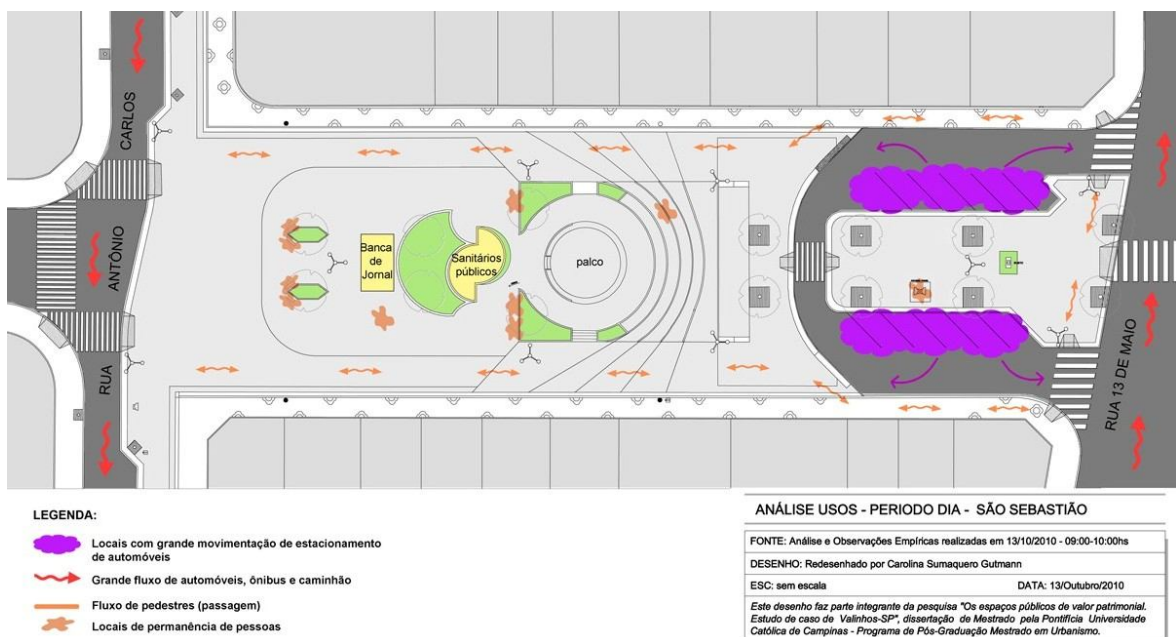 CARLOS
ANTÔNIO
RUA
Banca
de
Jornal
Sanitários
públicos
palco
RUA 13 DE MAIO
LEGENDA:
Locais com grande movimentação de estacionamento
de automóveis
Grande fluxo de automóveis, ônibus e caminhão
Fluxo de pedestres (passagem)
Locais de permanência de pessoas
ANÁLISE USOS - PERIODO DIA - SÃO SEBASTIÃO
FONTE: Análise e Observações Empíricas realizadas em 13/10/2010 - 09:00-10:00hs
DESENHO: Redesenhado por Carolina Sumaquero Gutmann
ESC: sem escala DATA: 13/Outubro/2010
Este desenho faz parte integrante da pesquisa "Os espaços públicos de valor patrimonial.
Estudo de caso de Valinhos-SP", dissertação de Mestrado pela Pontifícia Universidade
Católica de Campinas - Programa de Pós-Graduação Mestrado em Urbanismo.